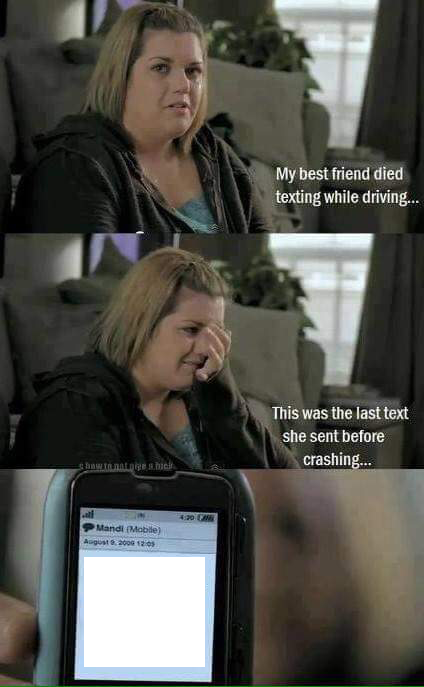 My best friend died
texting while driving...
This was the last text
she sent before
crashing...
4:20
Mandi (Mobile)
August 9, 2009 12:05